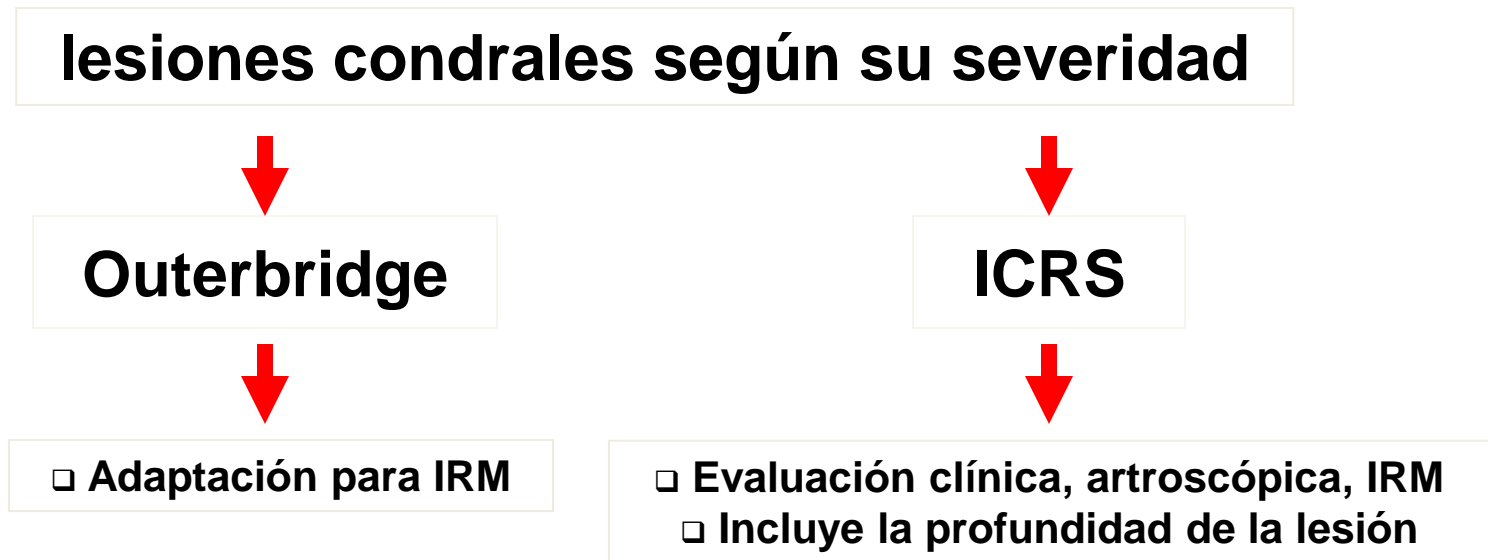 lesiones condrales según su severidad
Outerbridge
ICRS
❑ Adaptación para IRM
❑ Evaluación clínica, artroscópica, IRM
❑ Incluye la profundidad de la lesión